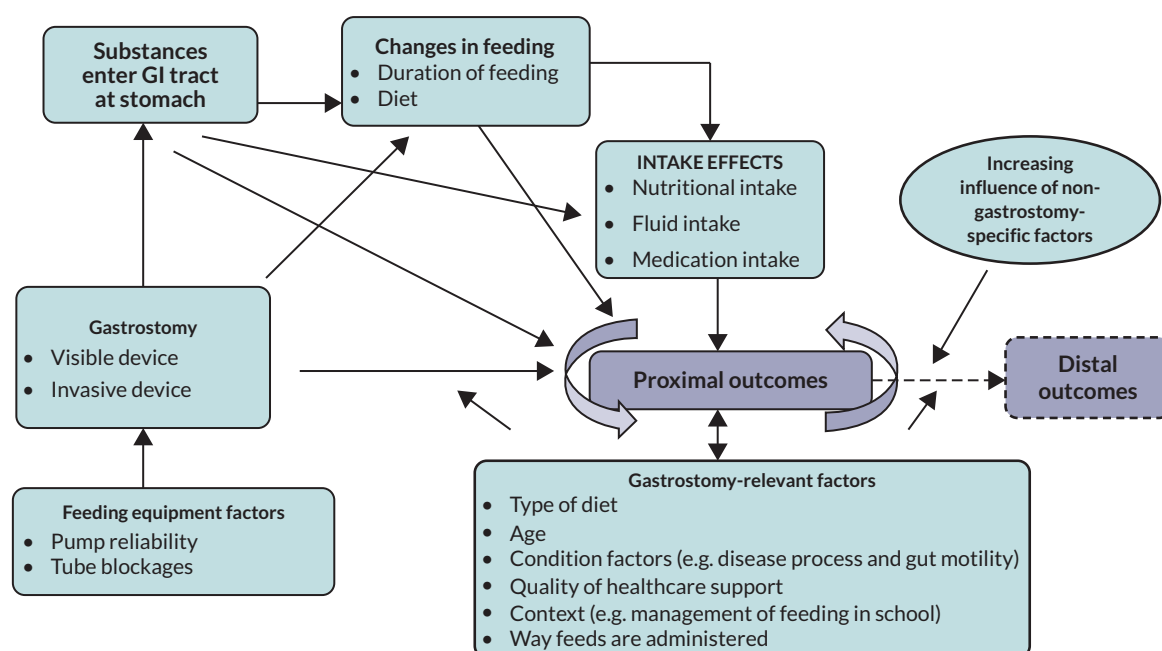 Substances
enter GI tract
at stomach
Changes in feeding
• Duration of feeding
• Diet
INTAKE EFFECTS
• Nutritional intake
• Fluid intake
• Medication intake
Increasing
influence of non-
gastrostomy-
specific factors
Gastrostomy
• Visible device
• Invasive device
Proximal outcomes
Distal
outcomes
Feeding equipment factors
• Pump reliability
• Tube blockages
Gastrostomy-relevant factors
• Type of diet
• Age
• Condition factors (e.g. disease process and gut motility)
• Quality of healthcare support
• Context (e.g. management of feeding in school)
• Way feeds are administered